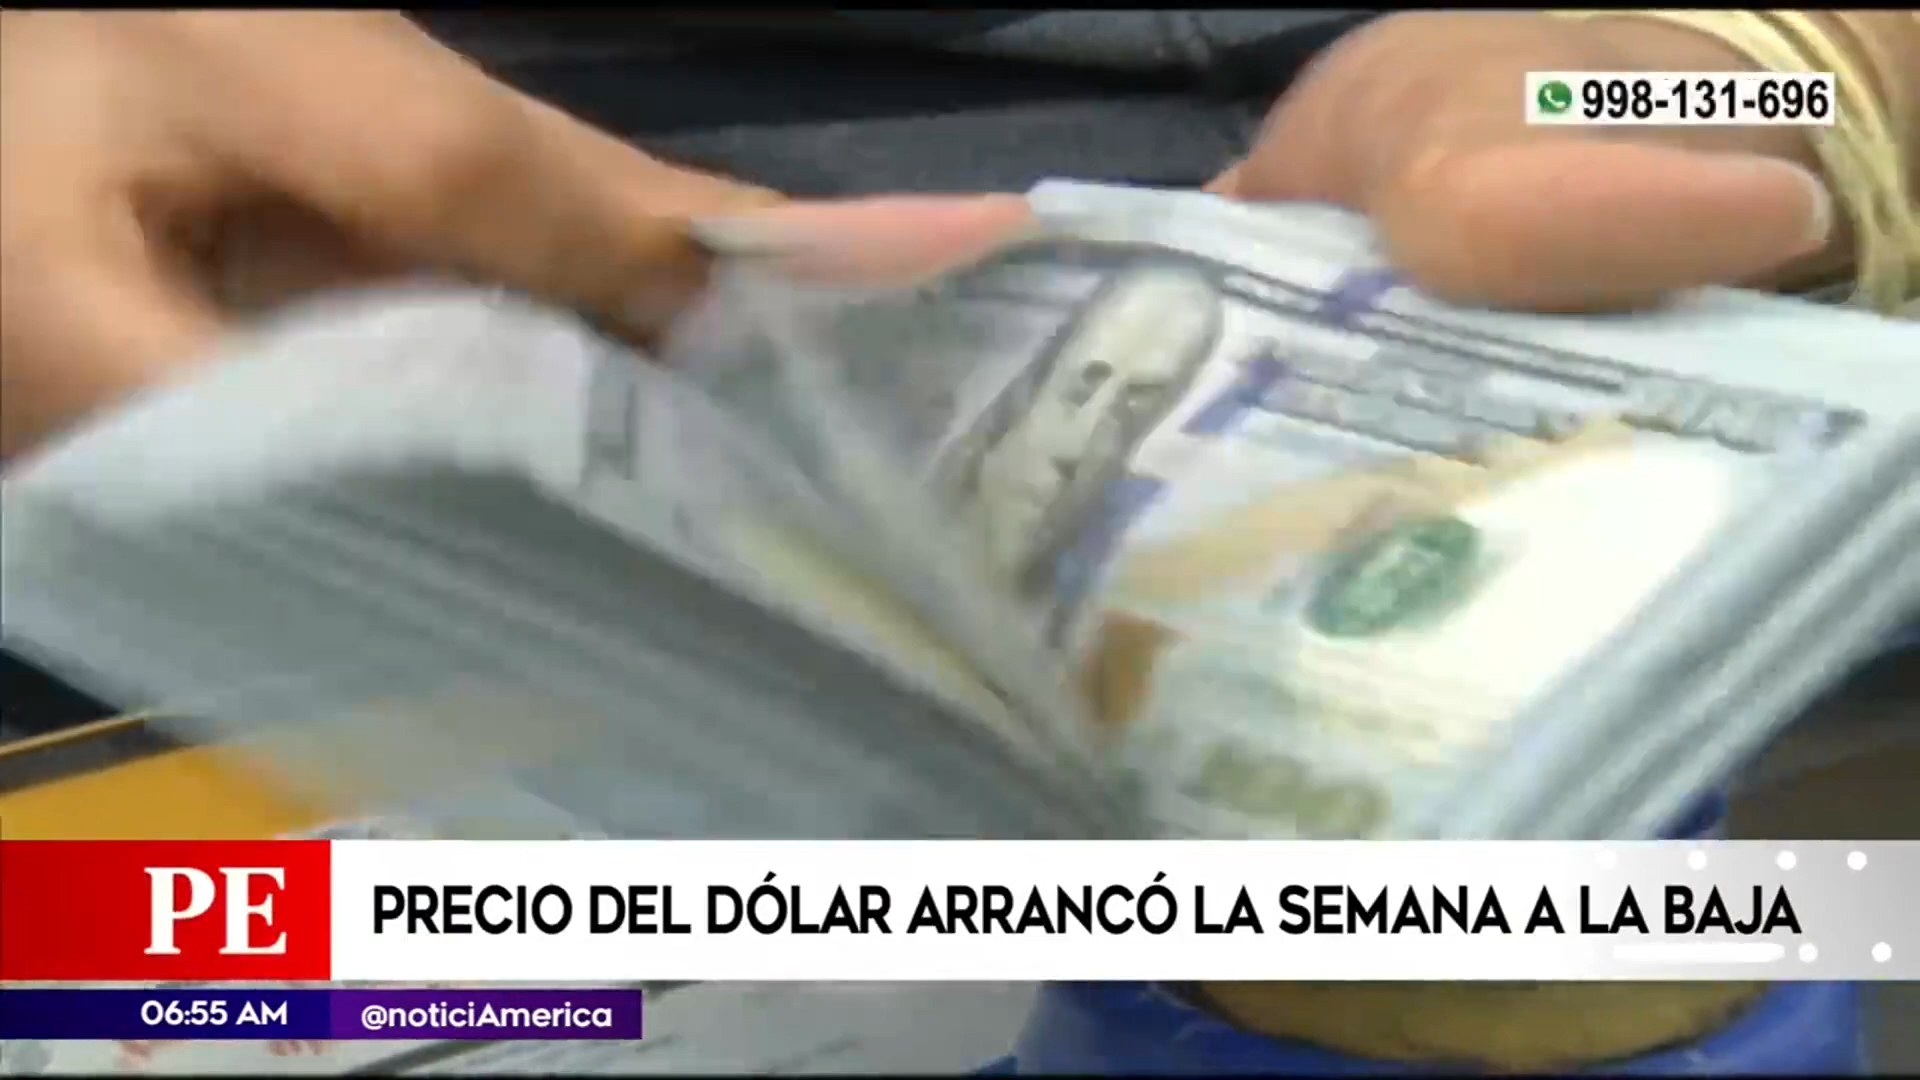 998-131-696
PE
PRECIO DEL DÓLAR ARRANCÓ LA SEMANA A LA BAJA
06:55 AM
@noticiAmerica